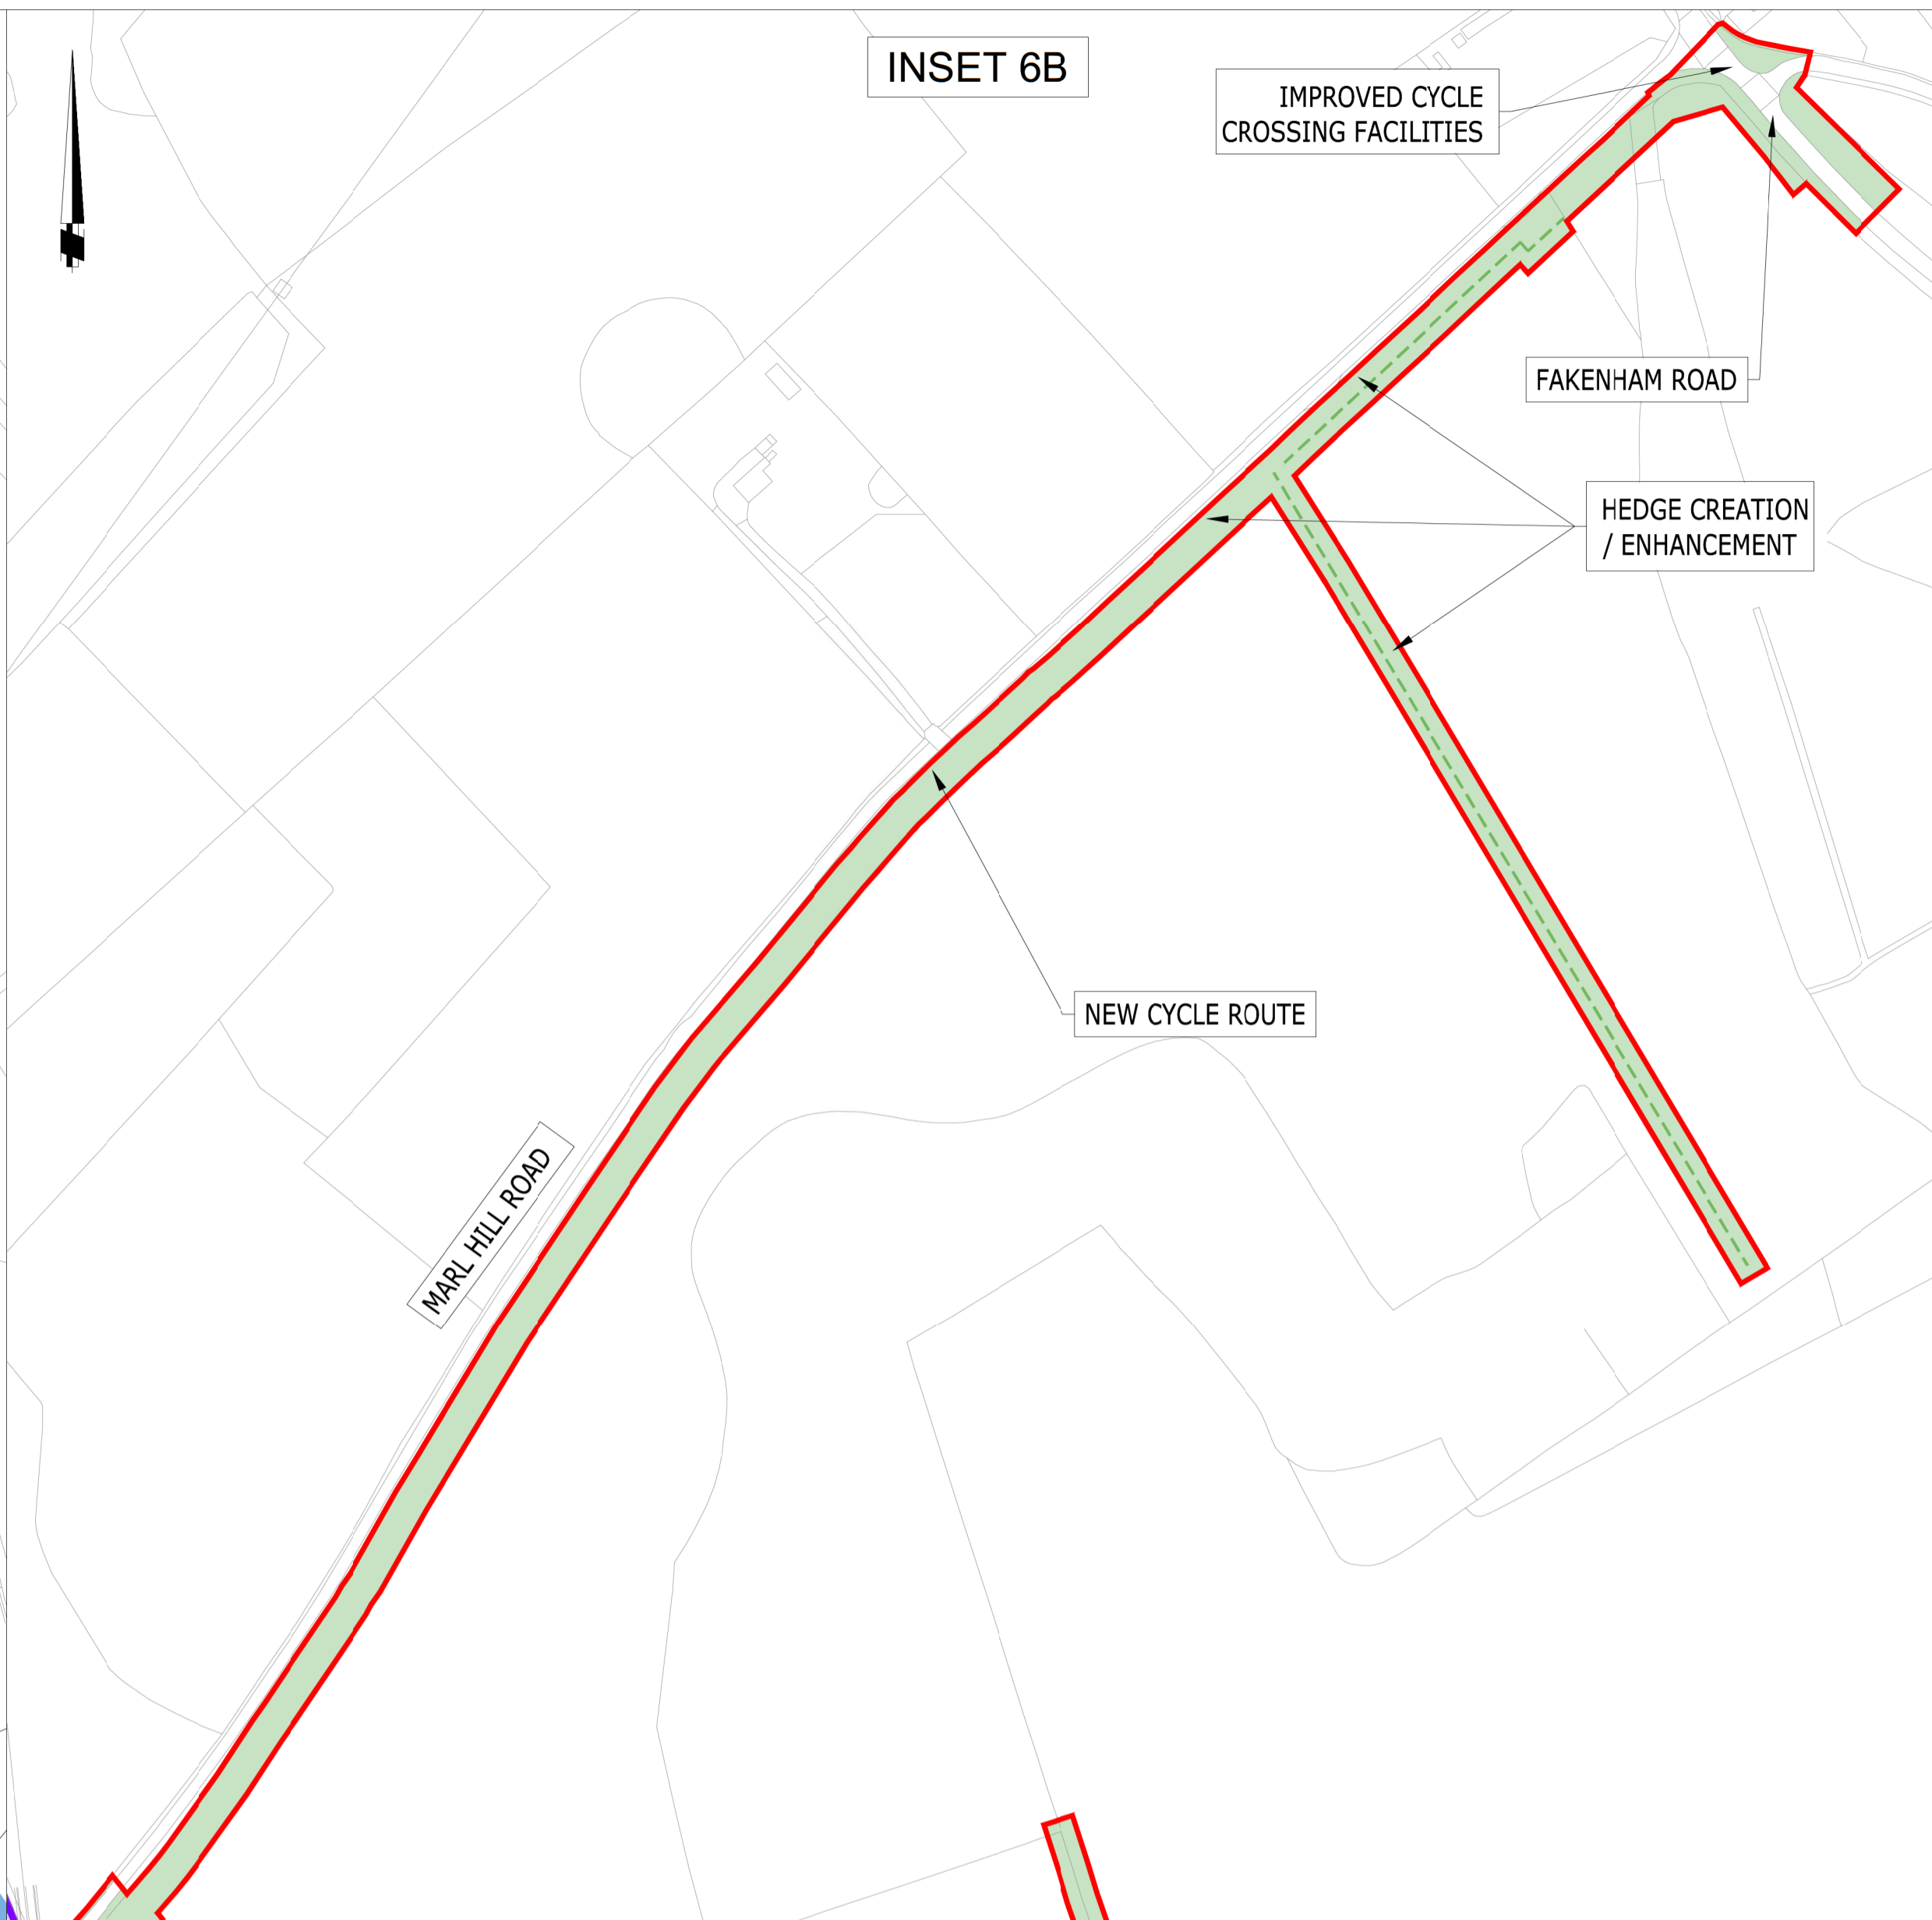 INSET 6B
IMPROVED CYCLE
CROSSING FACILITIES
FAKENHAM ROAD
HEDGE CREATION
/ ENHANCEMENT
NEW CYCLE ROUTE
MARL HILL ROAD